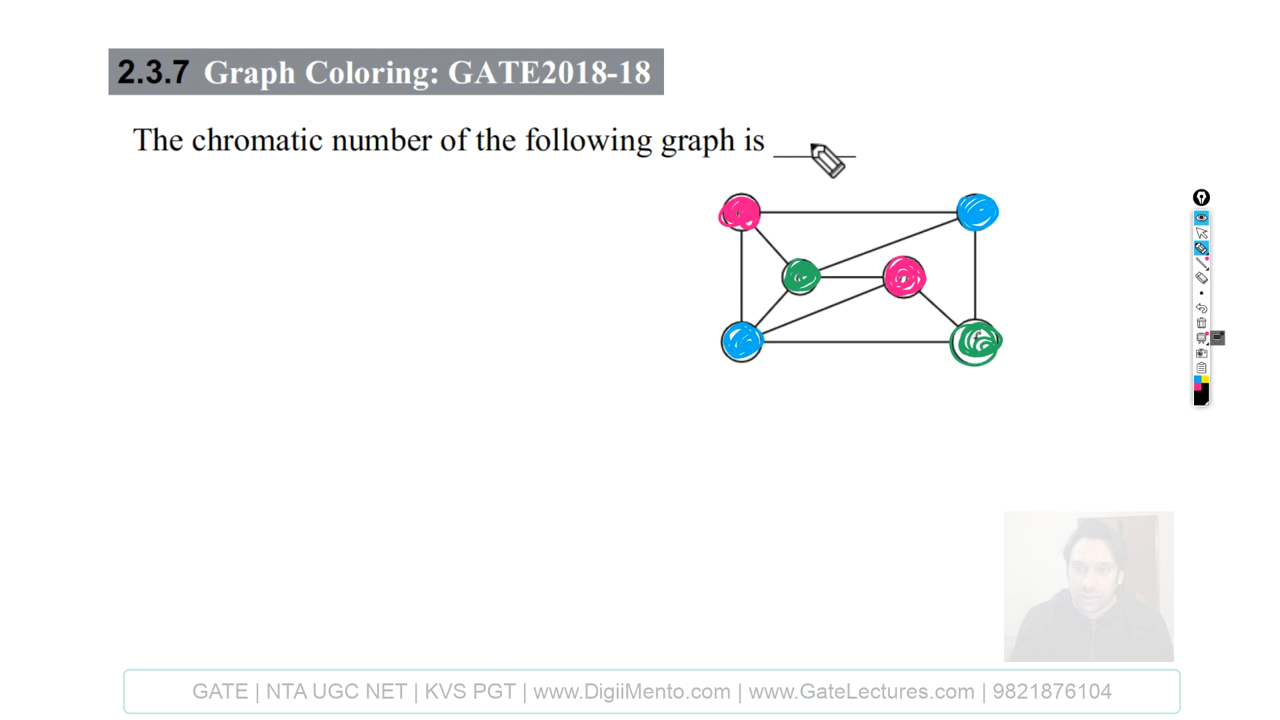 2.3.7 Graph Coloring: GATE2018-18
The chromatic number of the following graph is ____
GATE | NTA UGC NET | KVS PGT | www.DigiiMento.com | www.GateLectures.com | 9821876104